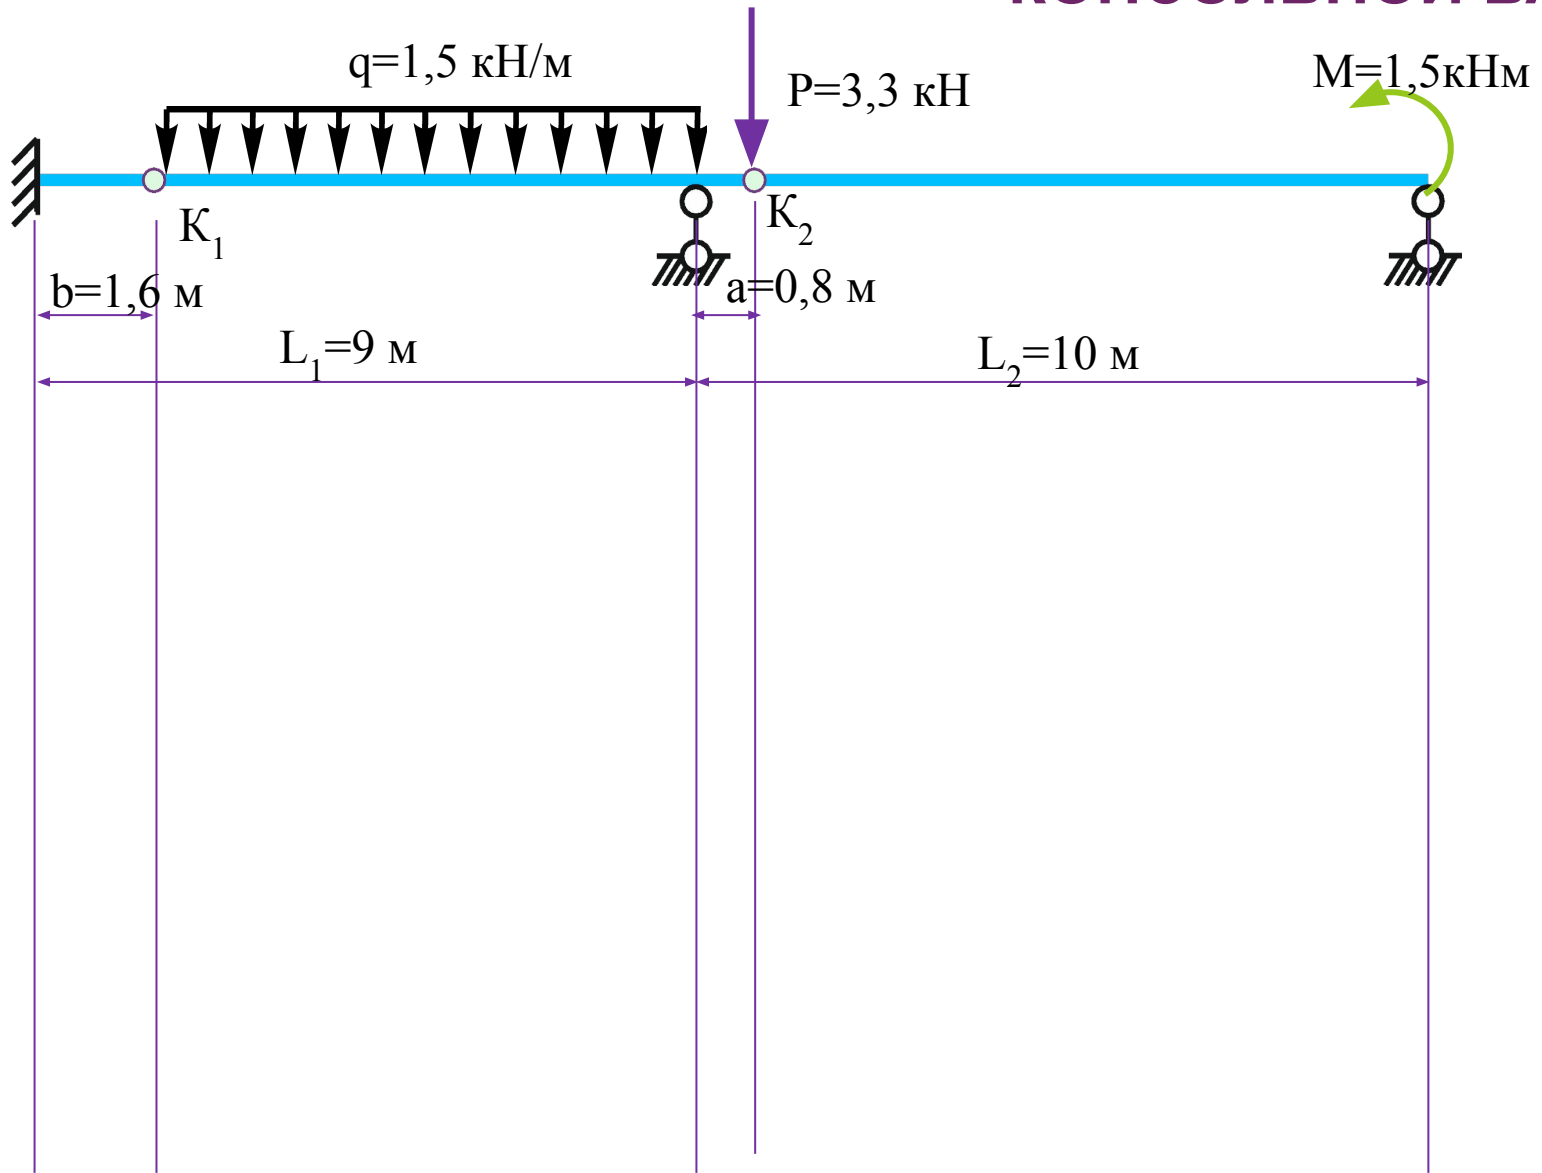 q=1,5 кН/м
P=3,3 кН
М=1,5кНм
К₁
К₂
b=1,6 м
a=0,8 м
L₁=9 м
L₂=10 м